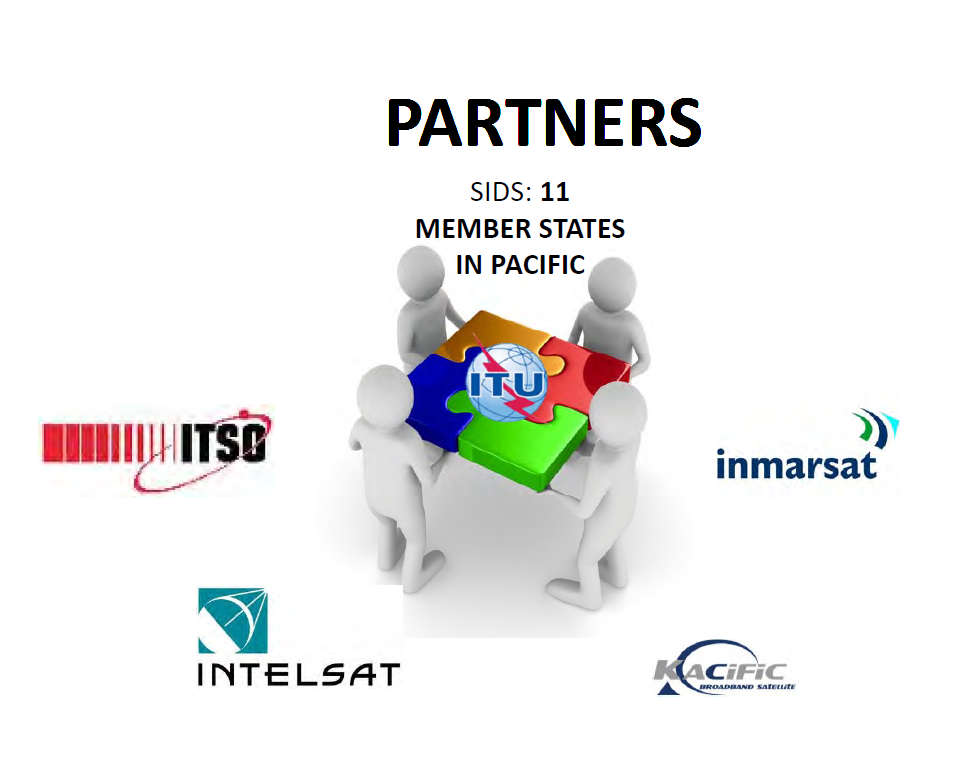 PARTNERS
SIDS: 11
MEMBER STATES
IN PACIFIC
ITU
ITSO
inmarsat
INTELSAT
KACIFIC
BROADBAND SATELLITE